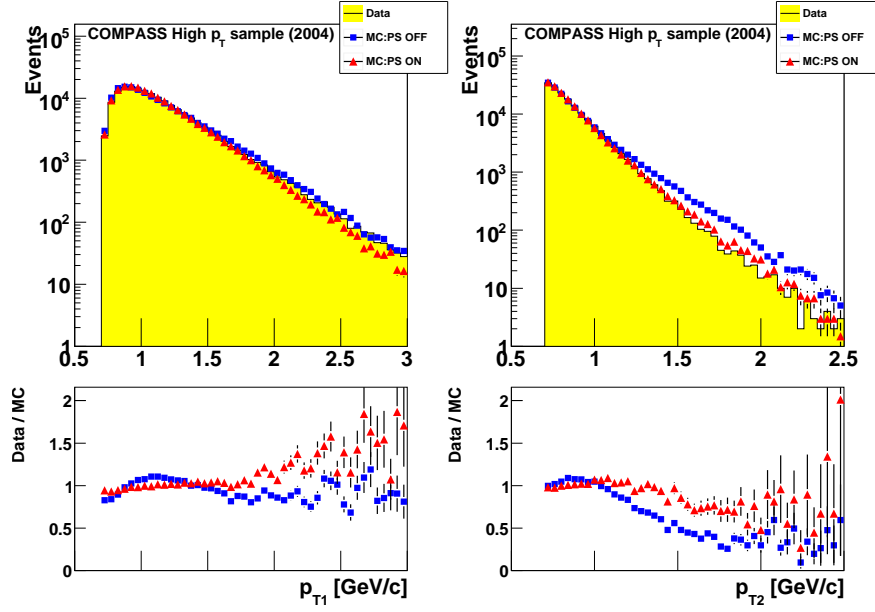 COMPASS High p_T sample (2004)
Data
MC:PS OFF
MC:PS ON
Events
10^5
10^4
10^3
10^2
10
1
0.5
1
1.5
2
2.5
3
Data / MC
2
1.5
1
0.5
0
p_T1 [GeV/c]
COMPASS High p_T sample (2004)
Data
MC:PS OFF
MC:PS ON
Events
10^5
10^4
10^3
10^2
10
1
0.5
1.0
1.5
2
2.5
Data / MC
2
1.5
1
0.5
0
p_T2 [GeV/c]